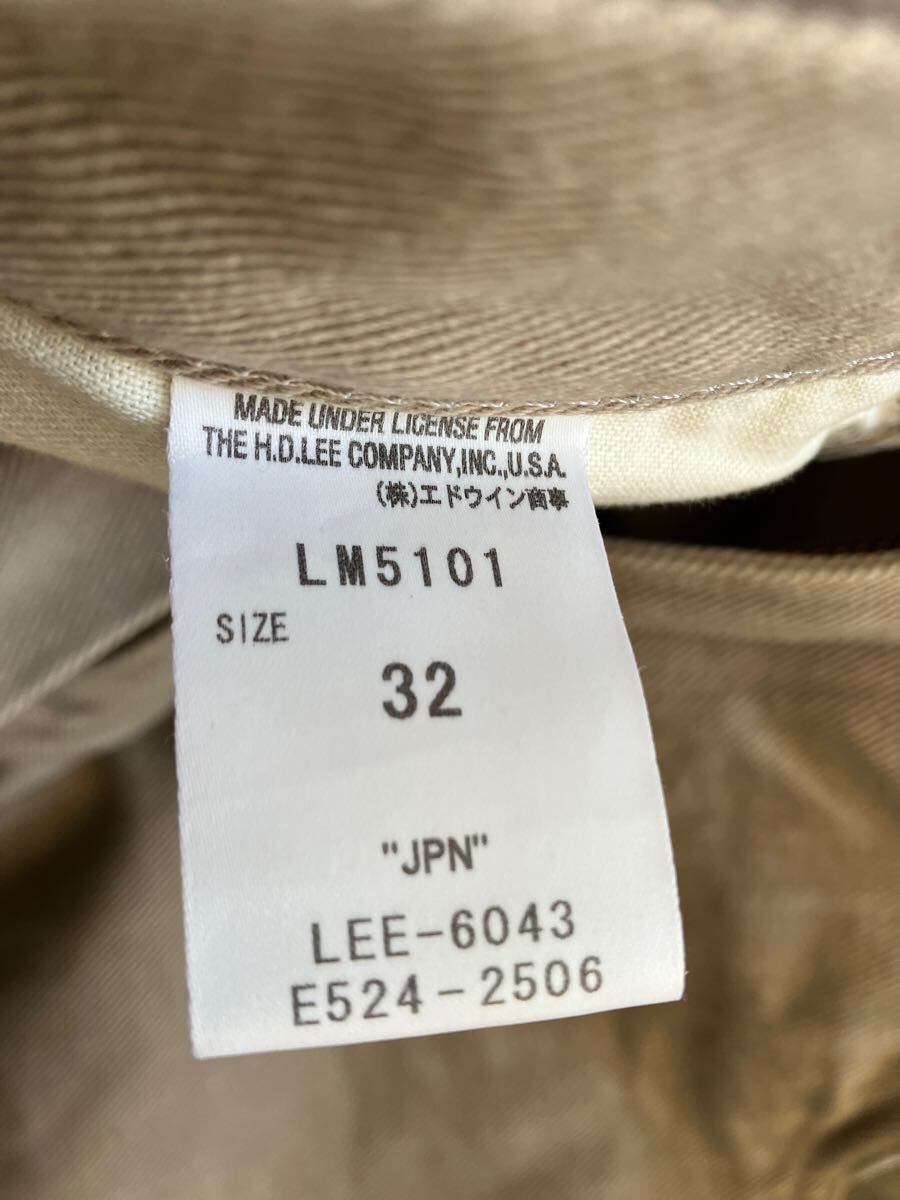 MADE UNDER LICENSE FROM
THE H.D.LEE COMPANY,INC.,U.S.A.
(株)エドウイン商事
LM5101
SIZE
32
"JPN"
LEE-6043
E524-2506